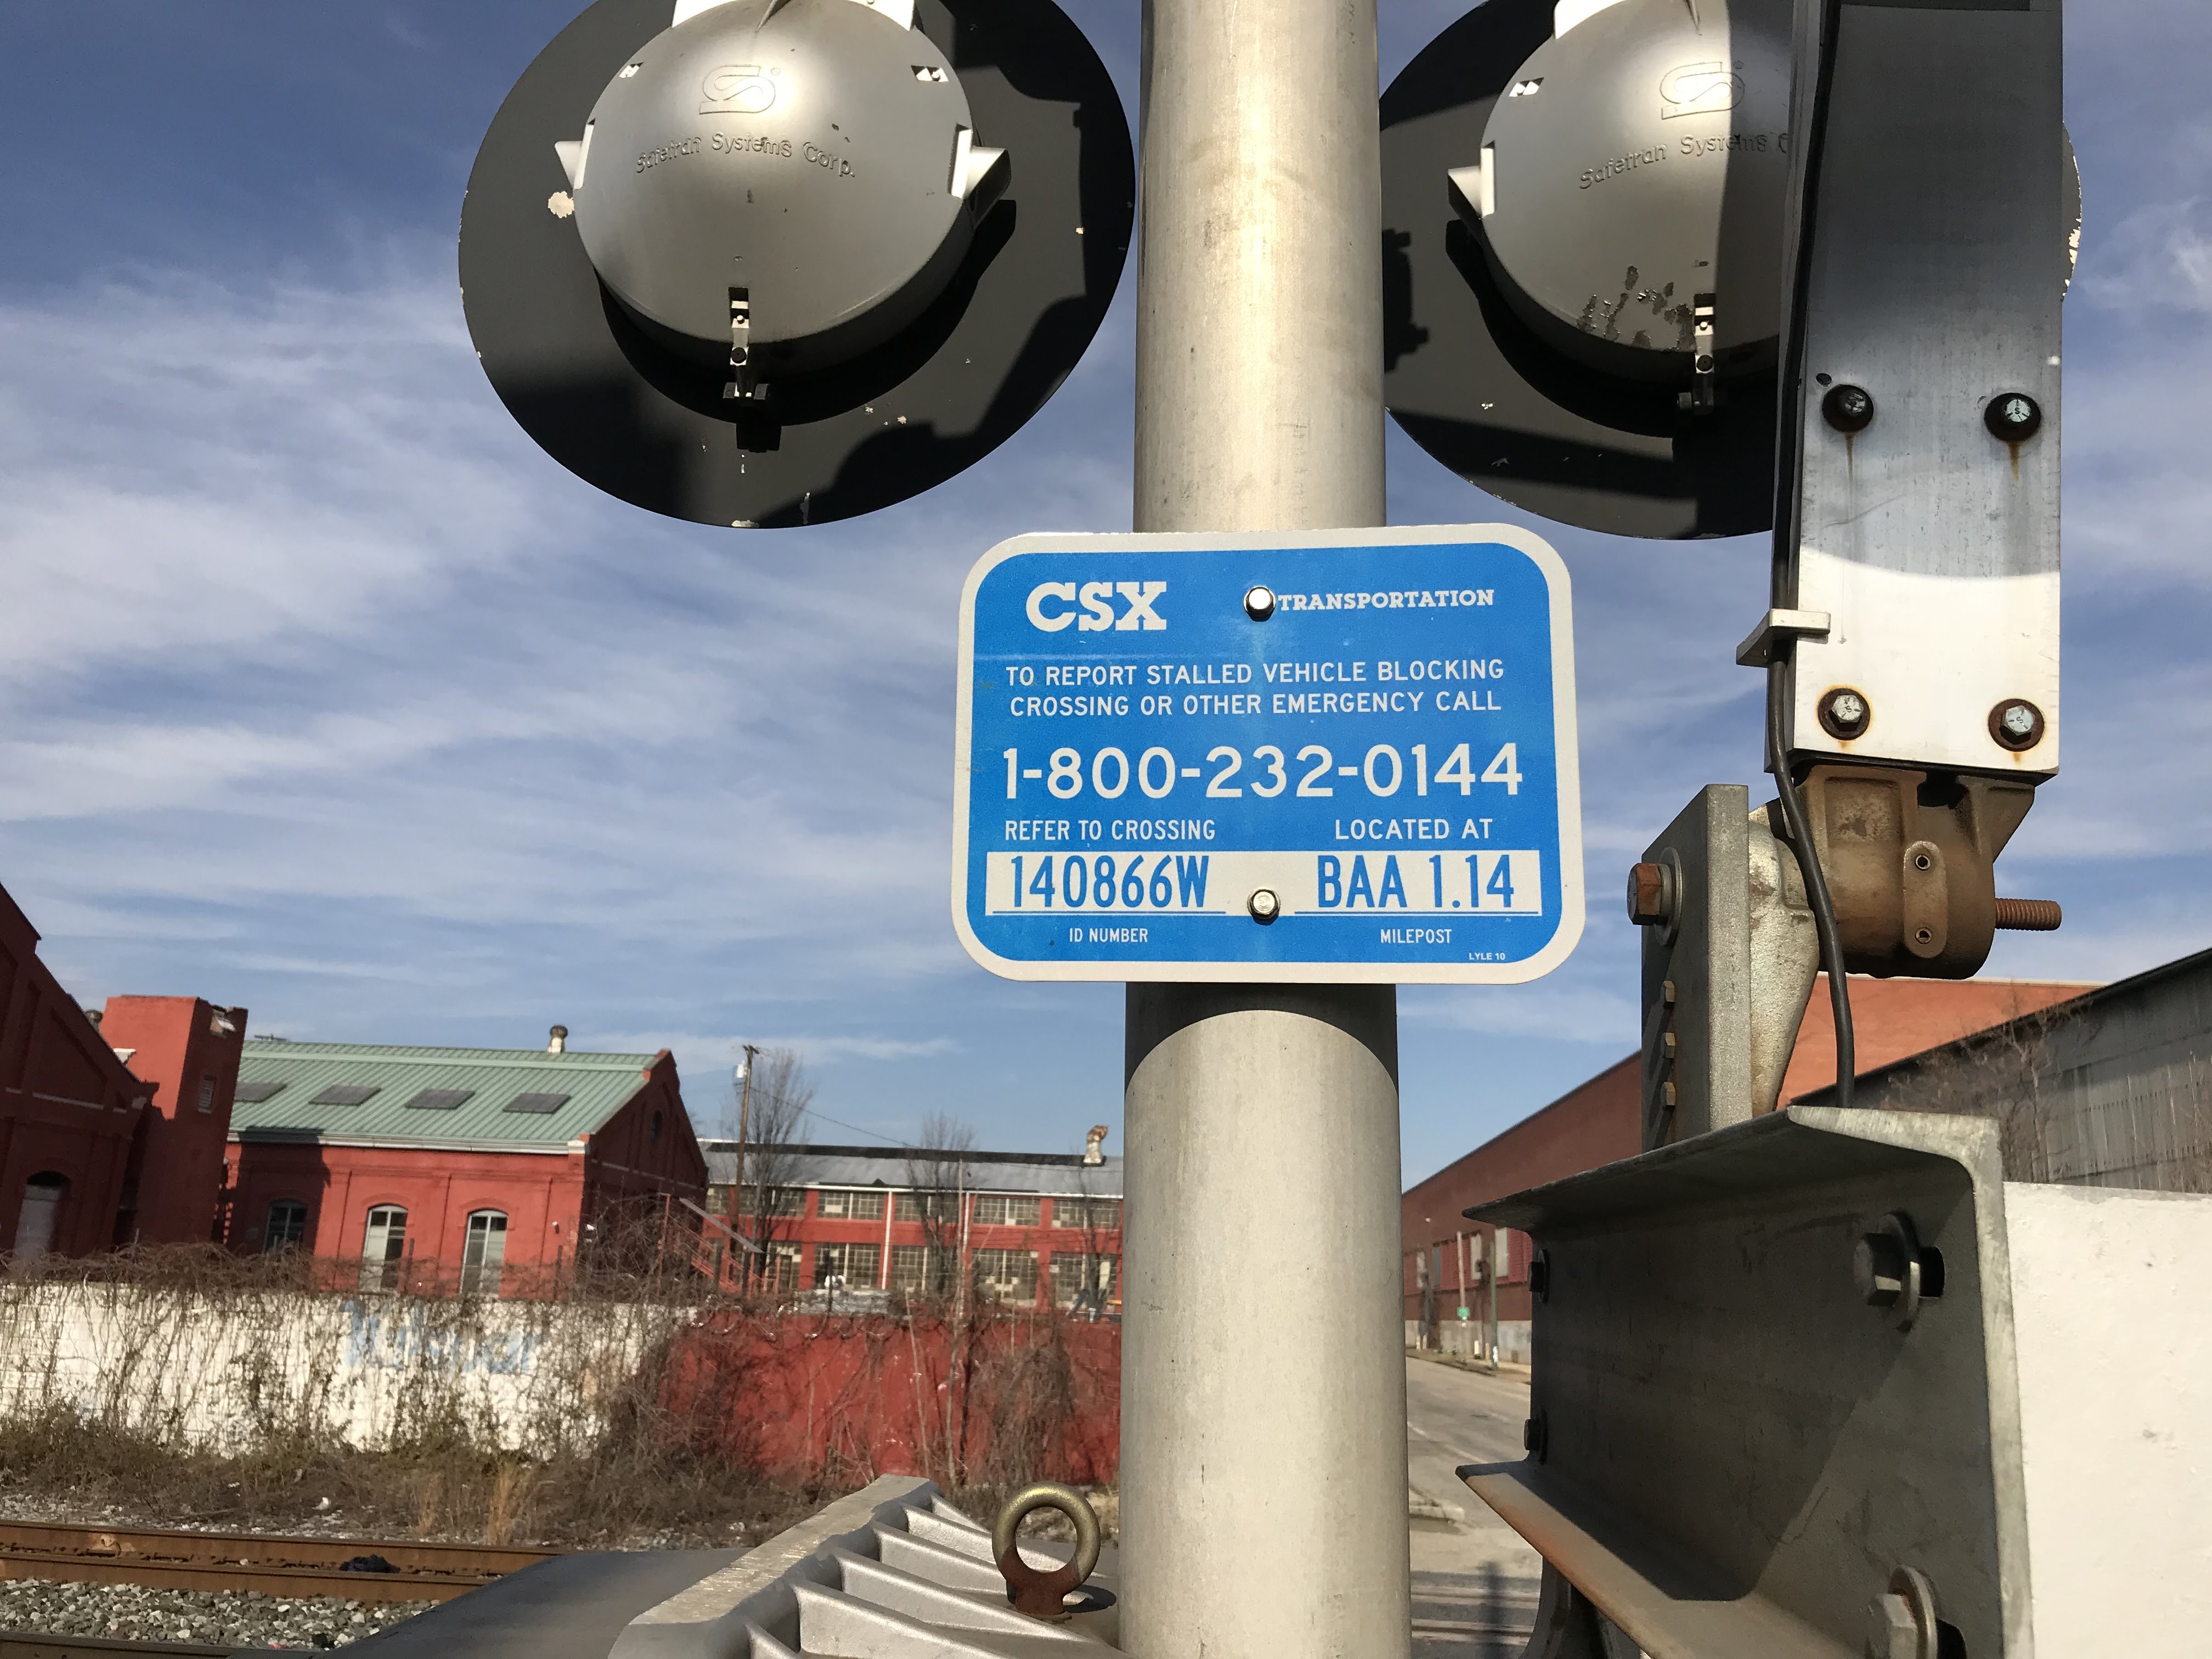 Safetran Systems Corp.
Safetran Systems
CSX TRANSPORTATION
TO REPORT STALLED VEHICLE BLOCKING
CROSSING OR OTHER EMERGENCY CALL
1-800-232-0144
REFER TO CROSSING LOCATED AT
140866W BAA 1.14
ID NUMBER MILEPOST
LYLE 10